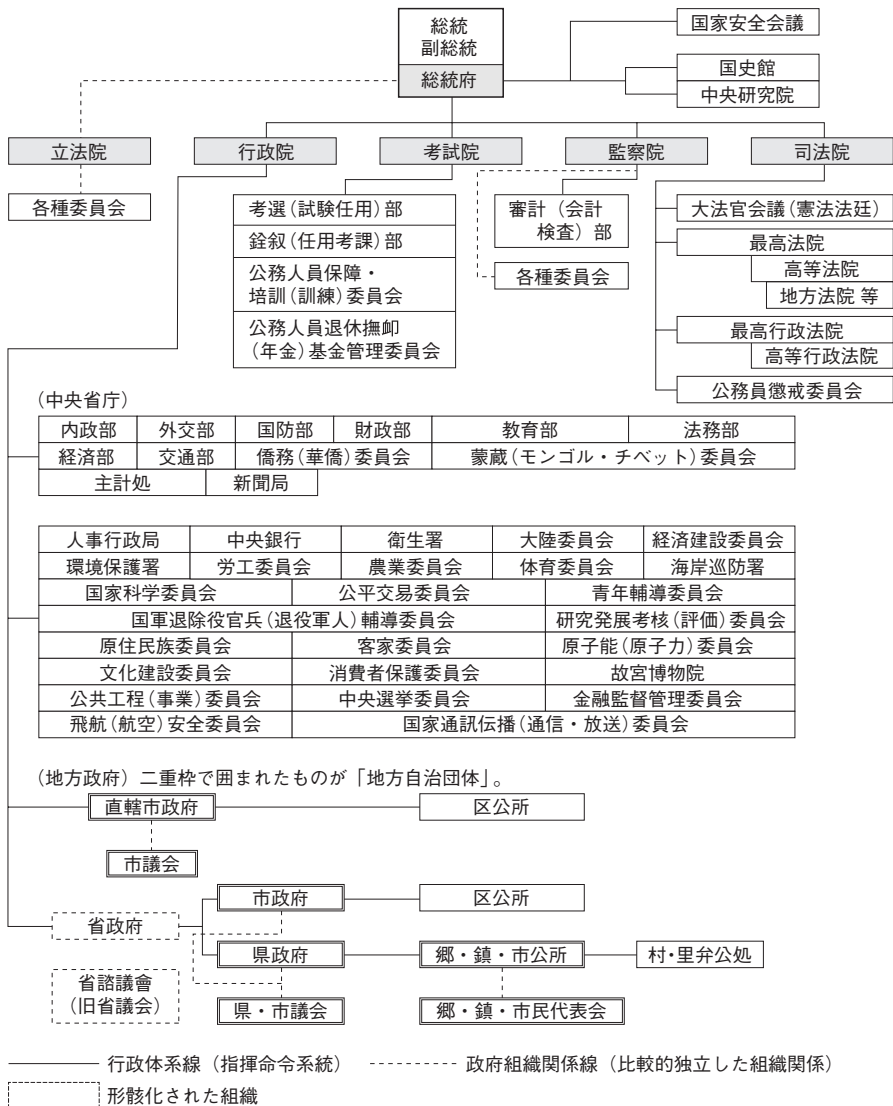 総統
副総統
総統府
国家安全会議
国史館
中央研究院
立法院
行政院
考試院
監察院
司法院
各種委員会
考選(試験任用)部
銓叙(任用考課)部
公務人員保障・
培訓(訓練)委員会
公務人員退休撫卹
(年金)基金管理委員会
審計(会計
検査)部
各種委員会
大法官会議(憲法法廷)
最高法院
高等法院
地方法院 等
最高行政法院
高等行政法院
公務員懲戒委員会
(中央省庁)
内政部 外交部 国防部 財政部 教育部 法務部
経済部 交通部 僑務(華僑)委員会 蒙蔵(モンゴル・チベット)委員会
主計処 新聞局
人事行政局 中央銀行 衛生署 大陸委員会 経済建設委員会
環境保護署 労工委員会 農業委員会 体育委員会 海岸巡防署
国家科学委員会 公平交易委員会 青年輔導委員会
国軍退除役官兵(退役軍人)輔導委員会 研究発展考核(評価)委員会
原住民族委員会 客家委員会 原子能(原子力)委員会
文化建設委員会 消費者保護委員会 故宮博物院
公共工程(事業)委員会 中央選挙委員会 金融監督管理委員会
飛航(航空)安全委員会 国家通訊伝播(通信・放送)委員会
(地方政府)二重枠で囲まれたものが「地方自治団体」。
直轄市政府 区公所
市議会
市政府 区公所
省政府
県政府 郷・鎮・市公所 村・里弁公処
省諮議會
(旧省議会)
県・市議会 郷・鎮・市民代表会
行政体系線(指揮命令系統) 政府組織関係線(比較的独立した組織関係)
形骸化された組織